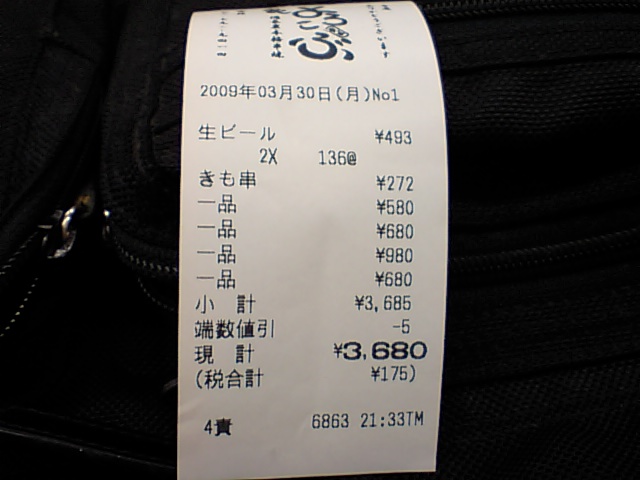 2009年03月30日(月)No1
生ビール ¥493
2X 136@
きも串 ¥272
一品 ¥580
一品 ¥680
一品 ¥980
一品 ¥680
小 計 ¥3,685
端数値引 -5
現 計 ¥3,680
(税合計 ¥175)
4責 6863 21:33TM